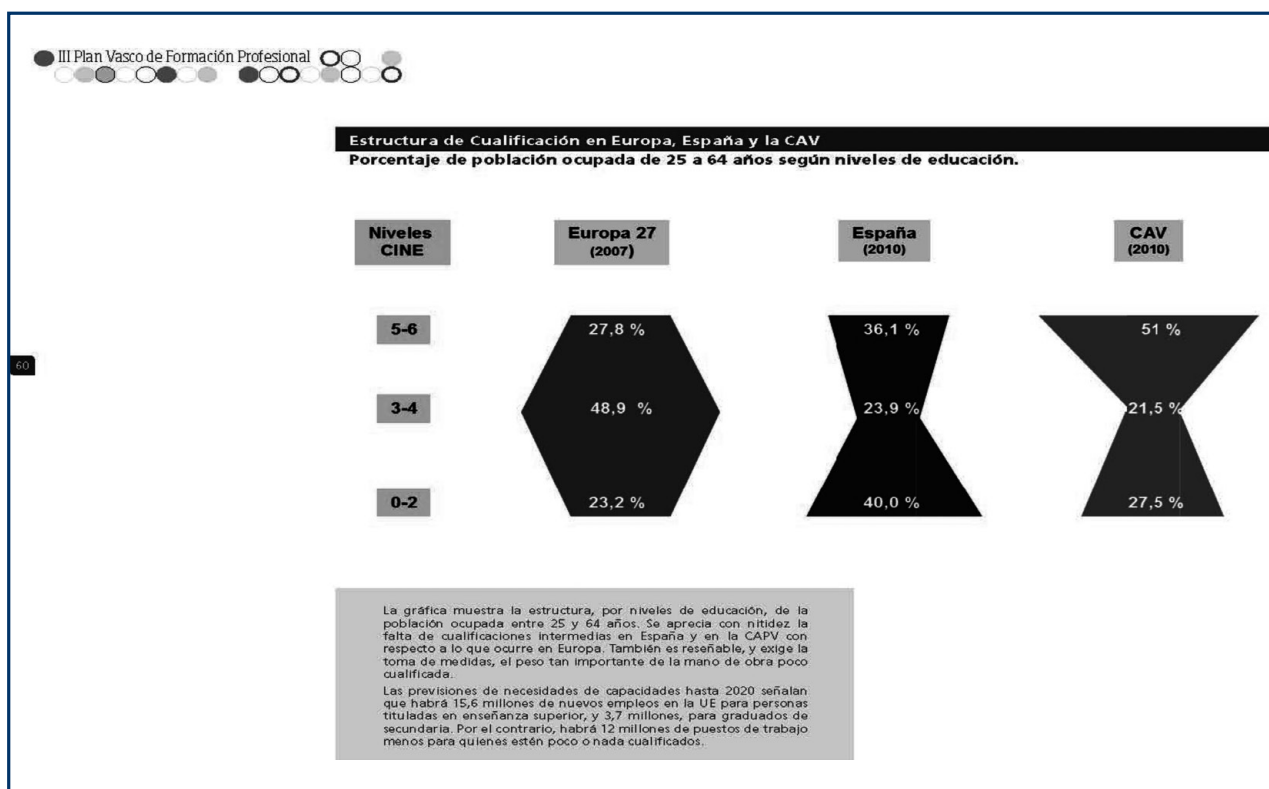 III Plan Vasco de Formación Profesional
Estructura de Cualificación en Europa, España y la CAV
Porcentaje de población ocupada de 25 a 64 años según niveles de educación.
Niveles CINE
Europa 27 (2007)
España (2010)
CAV (2010)
5-6
27,8 %
36,1 %
51 %
60
3-4
48,9 %
23,9 %
21,5 %
0-2
23,2 %
40,0 %
27,5 %
La gráfica muestra la estructura, por niveles de educación, de la
población ocupada entre 25 y 64 años. Se aprecia con nitidez la
falta de cualificaciones intermedias en España y en la CAPV con
respecto a lo que ocurre en Europa. También es reseñable, y exige la
toma de medidas, el peso tan importante de la mano de obra poco
cualificada.
Las previsiones de necesidades de capacidades hasta 2020 señalan
que habrá 15,6 millones de nuevos empleos en la UE para personas
tituladas en enseñanza superior, y 3,7 millones, para graduados de
secundaria. Por el contrario, habrá 12 millones de puestos de trabajo
menos para quienes estén poco o nada cualificados.